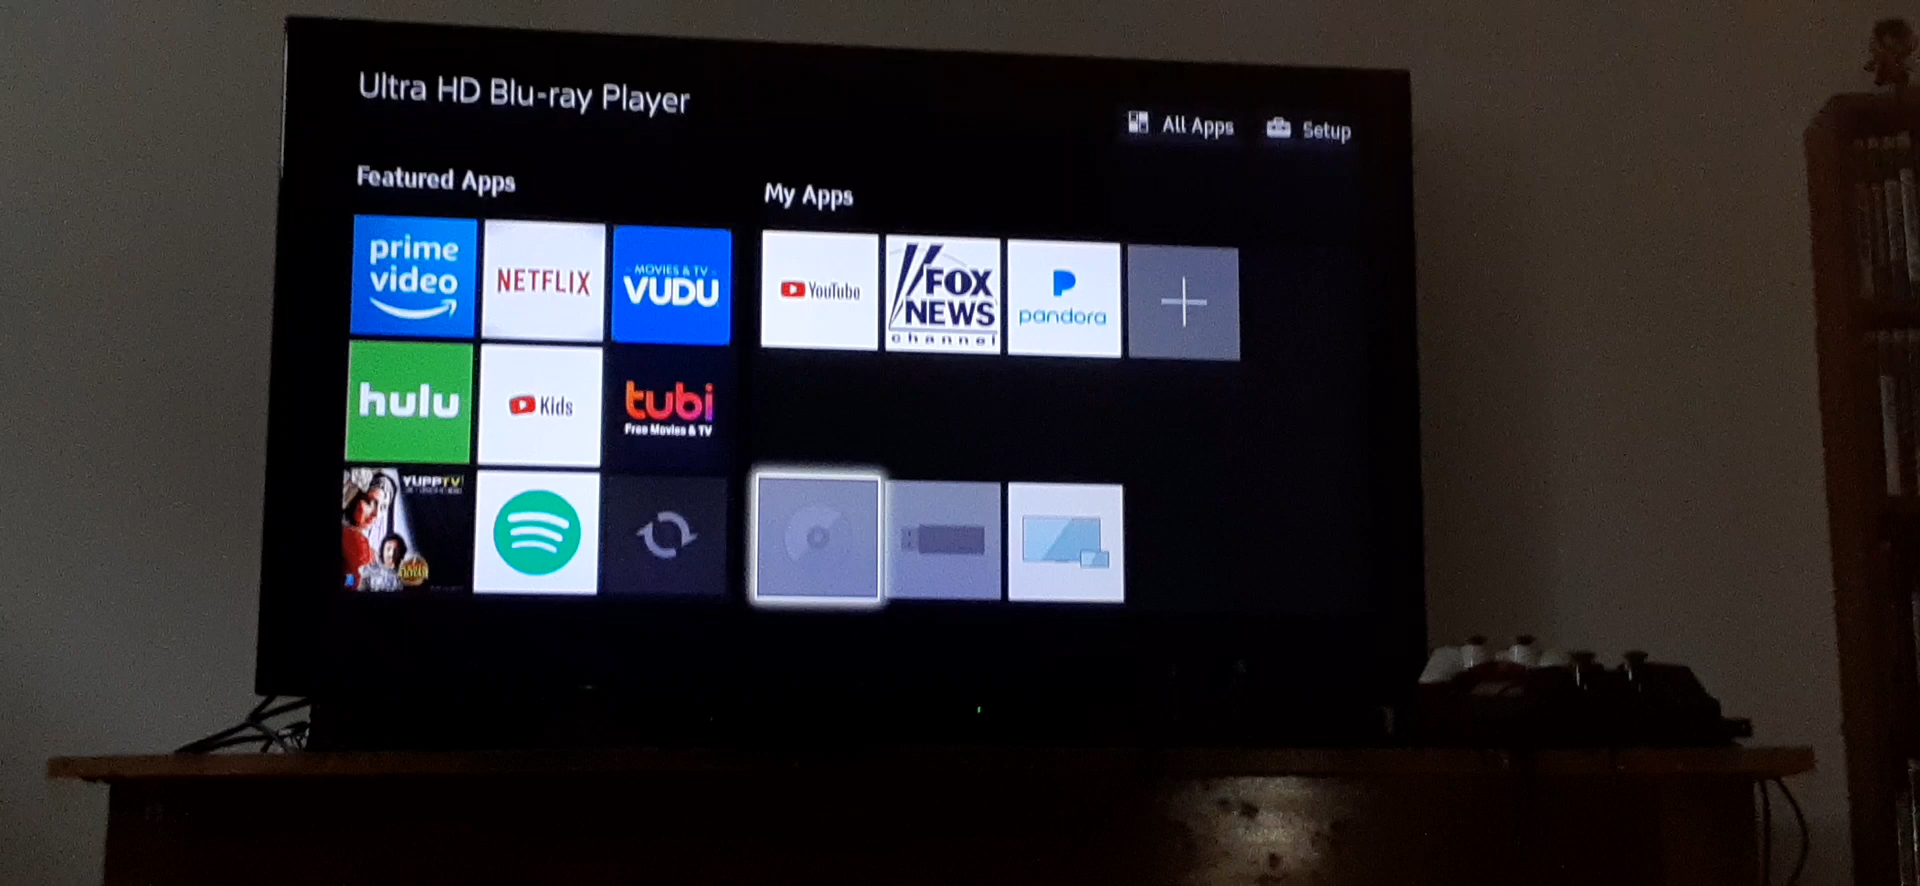 Ultra HD Blu-ray Player
All Apps
Setup
Featured Apps
My Apps
prime
video
NETFLIX
MOVIES & TV
VUDU
YouTube
FOX
NEWS
channel
pandora
hulu
Kids
tubi
Free Movies & TV
YUPPTV